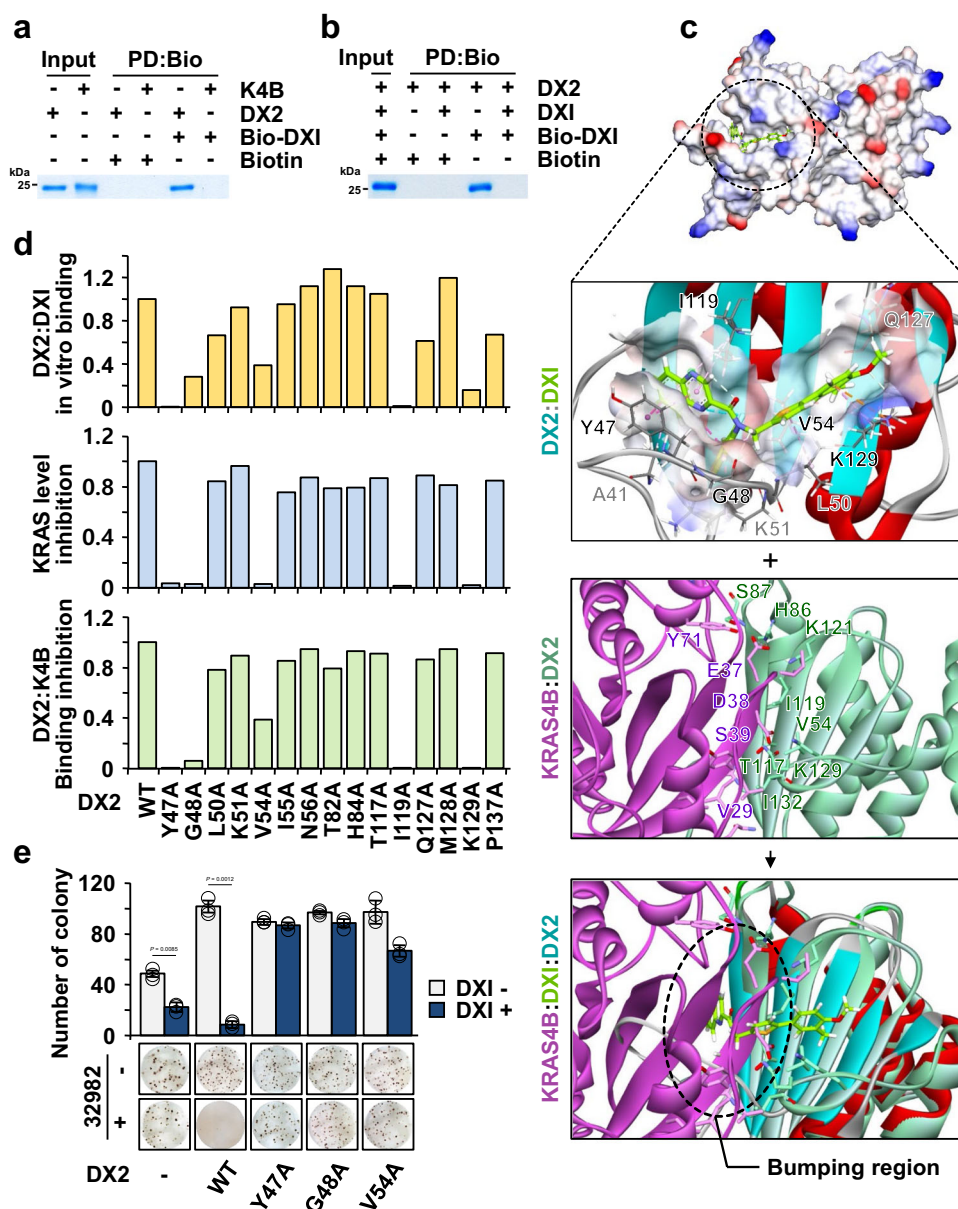 a
Input PD:Bio
- + - + - + K4B
+ - + - + - DX2
- - - - + + Bio-DXI
- - + + - - Biotin
kDa
25
b
Input PD:Bio
+ + + + + DX2
+ - + - + DXI
+ - - + + Bio-DXI
+ + + - - Biotin
kDa
25
c
I119
Q127
Y47
V54
K129
A41
G48
L50
K51
DX2:DXI
+
S87
H86
K121
Y71
E37
D38
I119
V54
S39
T117
K129
I132
V29
KRAS4B:DX2
KRAS4B:DXI:DX2
Bumping region
d
DX2:DXI
in vitro binding
1.2
0.8
0.4
0
KRAS level
inhibition
1.2
0.8
0.4
0
DX2:K4B
Binding inhibition
1.2
0.8
0.4
0
DX2
WT
Y47A
G48A
L50A
K51A
V54A
I55A
N56A
T82A
H84A
T117A
I119A
Q127A
M128A
K129A
P137A
e
Number of colony
120
80
40
0
P = 0.0085
P = 0.0012
DXI -
DXI +
32982
-
+
DX2
-
WT
Y47A
G48A
V54A